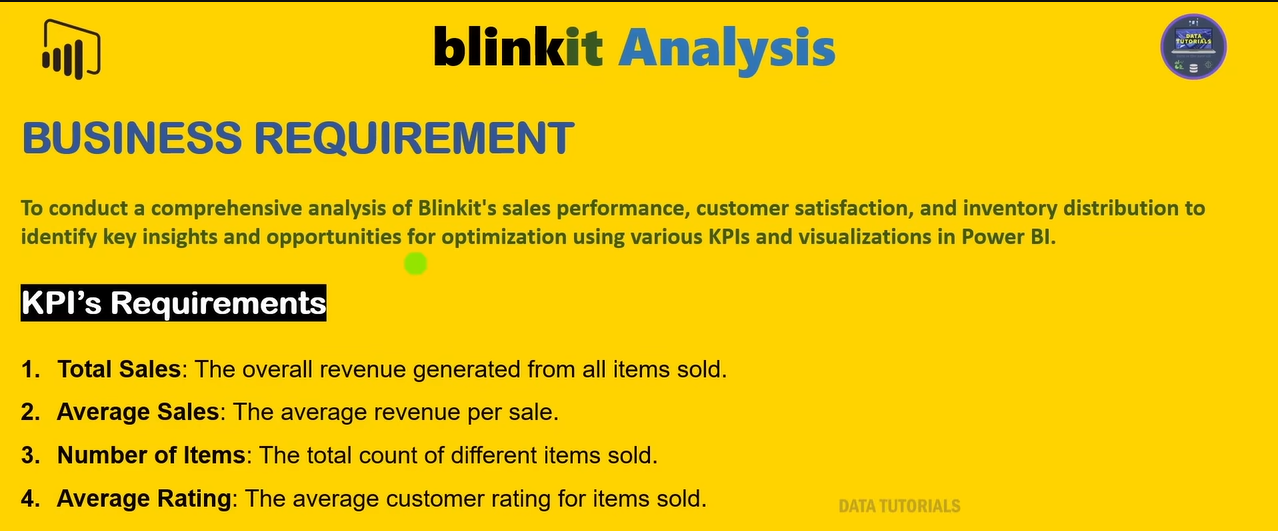 blinkit Analysis
DATA
TUTORIALS
BUSINESS REQUIREMENT
To conduct a comprehensive analysis of Blinkit's sales performance, customer satisfaction, and inventory distribution to
identify key insights and opportunities for optimization using various KPIs and visualizations in Power BI.
KPI’s Requirements
1. Total Sales: The overall revenue generated from all items sold.
2. Average Sales: The average revenue per sale.
3. Number of Items: The total count of different items sold.
4. Average Rating: The average customer rating for items sold.
DATA TUTORIALS